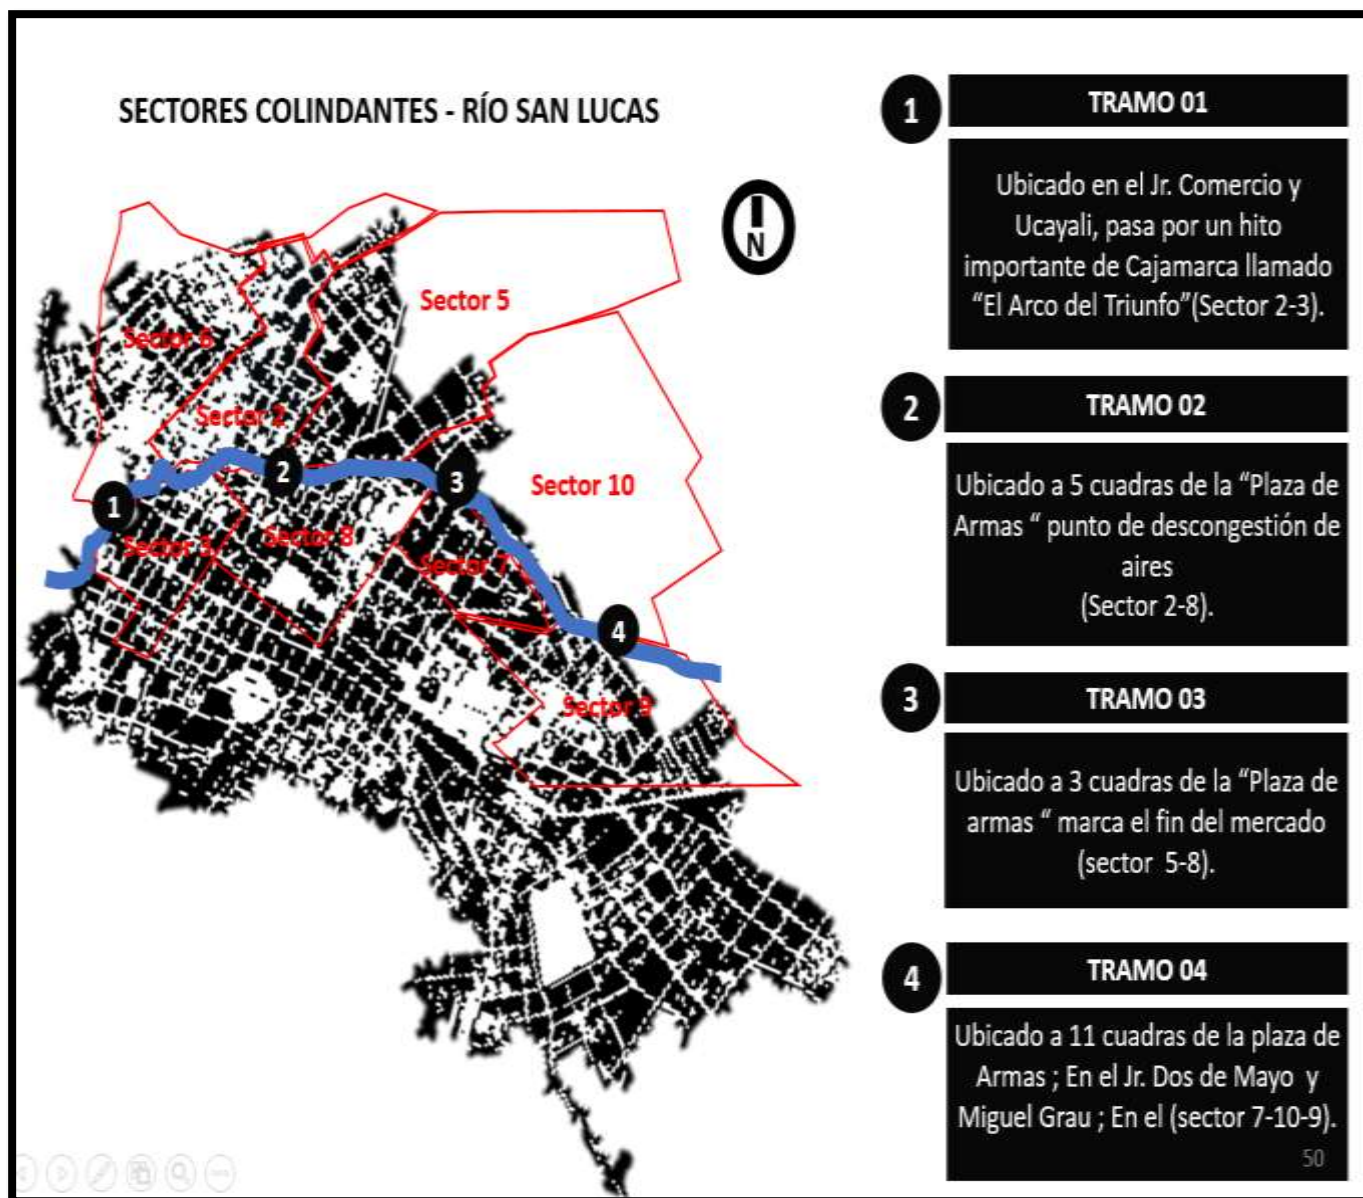 SECTORES COLINDANTES - RÍO SAN LUCAS
N
Sector 5
Sector 6
Sector 2
Sector 10
Sector 3
Sector 8
Sector 7
Sector 9
1
2
3
4
1
TRAMO 01
Ubicado en el Jr. Comercio y
Ucayali, pasa por un hito
importante de Cajamarca llamado
“El Arco del Triunfo”(Sector 2-3).
2
TRAMO 02
Ubicado a 5 cuadras de la “Plaza de
Armas “ punto de descongestión de
aires
(Sector 2-8).
3
TRAMO 03
Ubicado a 3 cuadras de la “Plaza de
armas “ marca el fin del mercado
(sector 5-8).
4
TRAMO 04
Ubicado a 11 cuadras de la plaza de
Armas ; En el Jr. Dos de Mayo y
Miguel Grau ; En el (sector 7-10-9).
50